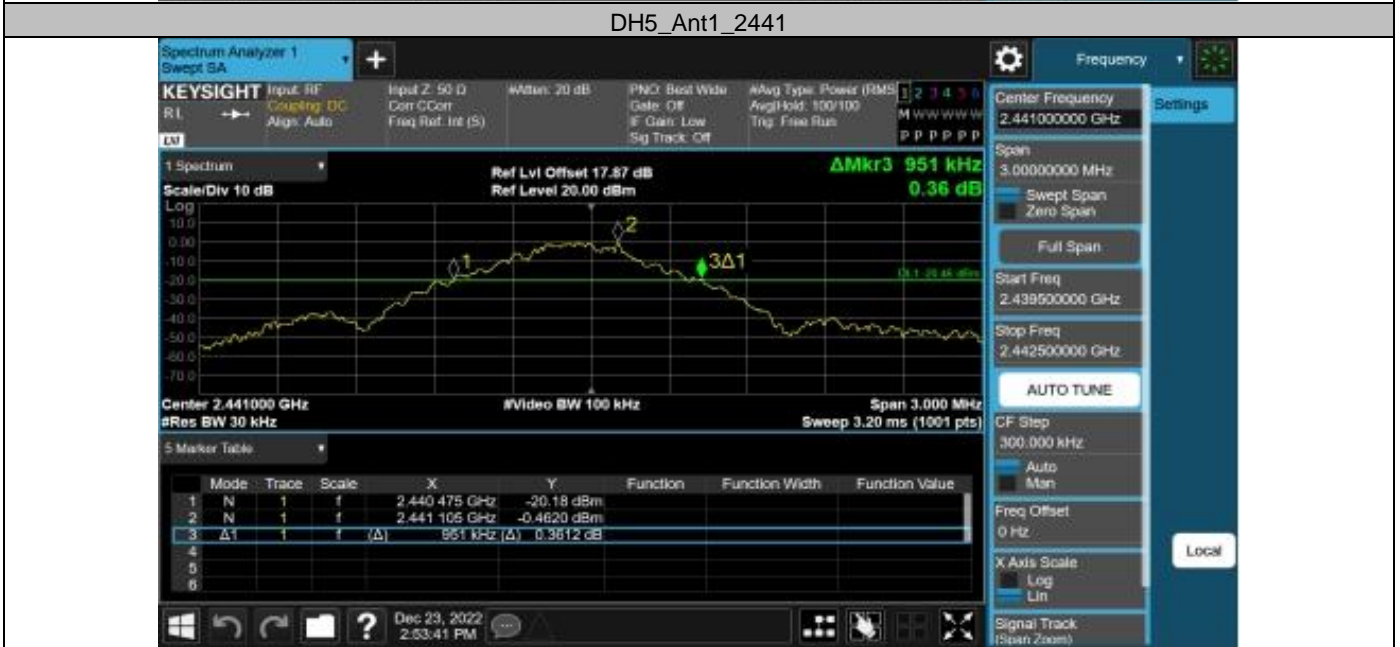 DH5_Ant1_2441
Spectrum Analyzer 1
Swept SA
+
Frequency
KEYSIGHT
Input: RF
Coupling: DC
Align: Auto
RL
LXI
Input Z: 50 Ω
Corr CCorr
Freq Ref: Int (S)
#Atten: 20 dB
PNO: Best Wide
Gate: Off
IF Gain: Low
Sig Track: Off
#Avg Type: Power (RMS
Avg|Hold: 100/100
Trig: Free Run
1 2 3 4 5 6
M W W W W W
P P P P P P
1 Spectrum
Scale/Div 10 dB
Ref Lvl Offset 17.87 dB
Ref Level 20.00 dBm
ΔMkr3 951 kHz
0.36 dB
Log
10.0
0.00
-10.0
-20.0
-30.0
-40.0
-50.0
-60.0
-70.0
1
2
3Δ1
DL1 -20.46 dBm
Center 2.441000 GHz
#Res BW 30 kHz
#Video BW 100 kHz
Span 3.000 MHz
Sweep 3.20 ms (1001 pts)
5 Marker Table
Mode Trace Scale X Y Function Function Width Function Value
1 N 1 f 2.440 475 GHz -20.18 dBm
2 N 1 f 2.441 105 GHz -0.4620 dBm
3 Δ1 1 f (Δ) 951 kHz (Δ) 0.3612 dB
4
5
6
Dec 23, 2022
2:53:41 PM
Center Frequency
2.441000000 GHz
Settings
Span
3.00000000 MHz
Swept Span
Zero Span
Full Span
Start Freq
2.439500000 GHz
Stop Freq
2.442500000 GHz
AUTO TUNE
CF Step
300.000 kHz
Auto
Man
Freq Offset
0 Hz
Local
X Axis Scale
Log
Lin
Signal Track
(Span Zoom)